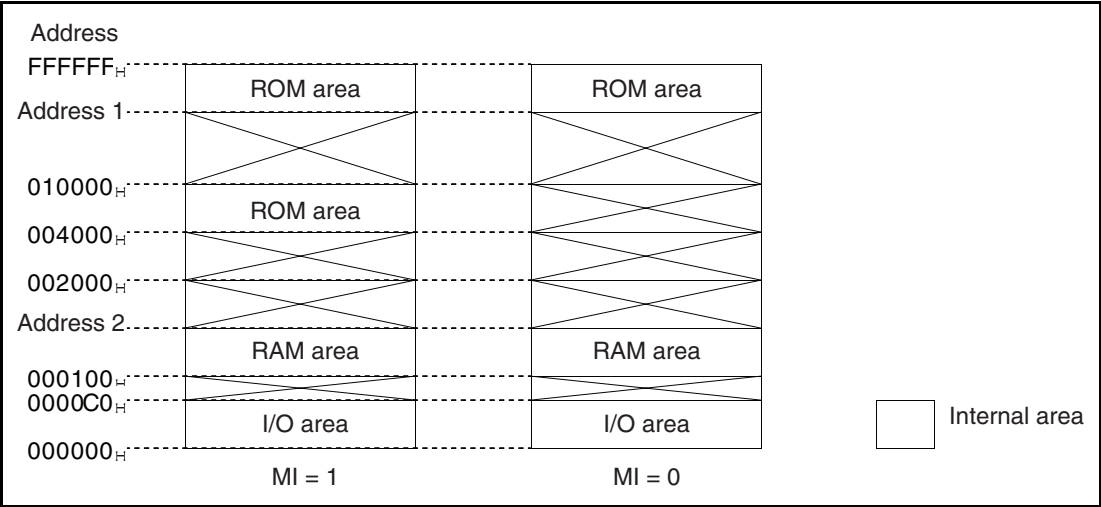 Address
FFFFFFH
ROM area ROM area
Address 1
010000H
ROM area
004000H
002000H
Address 2
RAM area RAM area
000100H
0000C0H
I/O area I/O area
Internal area
000000H
MI = 1 MI = 0